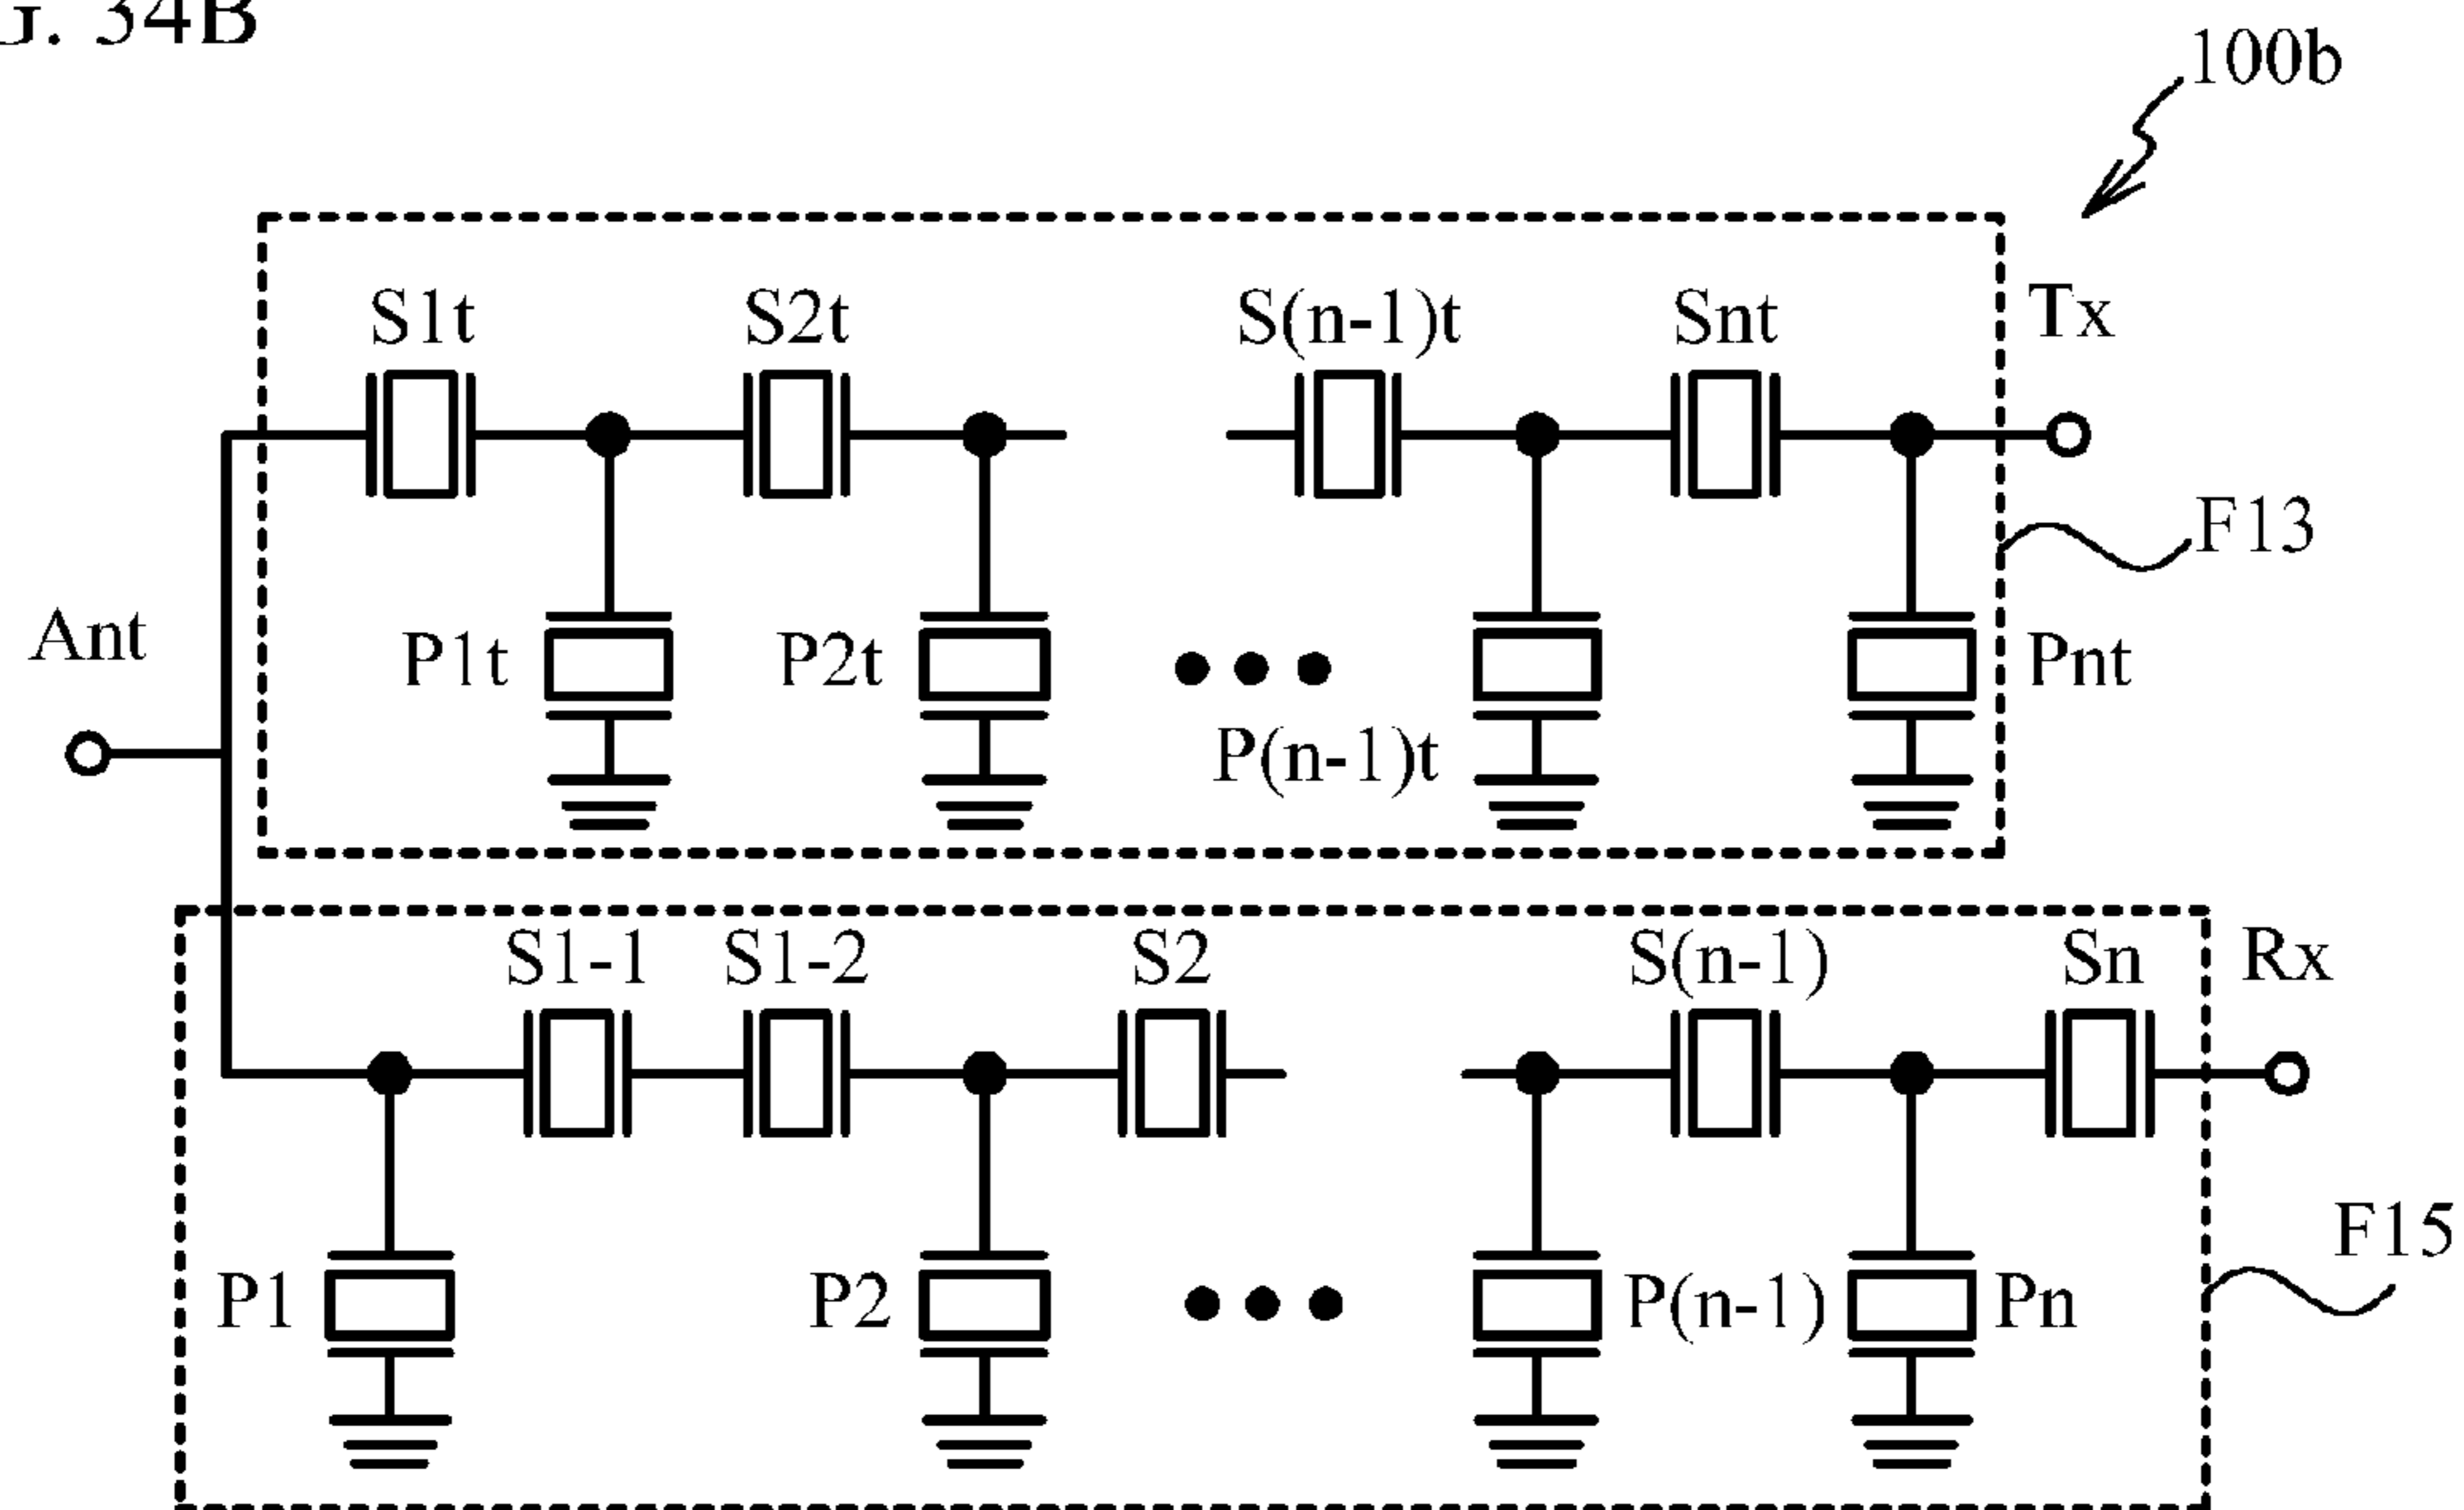 G. 34B
100b
S1t S2t S(n-1)t Snt Tx
F13
Ant P1t P2t Pnt
P(n-1)t
S1-1 S1-2 S2 S(n-1) Sn Rx
F15
P1 P2 P(n-1) Pn